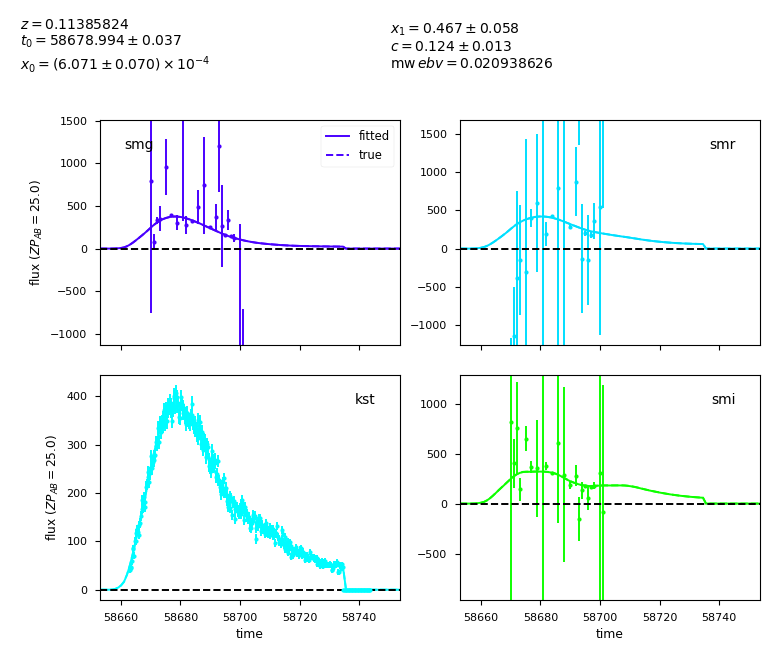 z = 0.11385824
t₀ = 58678.994 ± 0.037
x₀ = (6.071 ± 0.070) × 10⁻⁴
x₁ = 0.467 ± 0.058
c = 0.124 ± 0.013
mw ebv = 0.020938626
smg
fitted
true
1500
1000
500
0
−500
−1000
flux (ZP_AB = 25.0)
smr
1500
1000
500
0
−500
−1000
kst
400
300
200
100
0
flux (ZP_AB = 25.0)
58660 58680 58700 58720 58740
time
smi
1000
500
0
−500
58660 58680 58700 58720 58740
time